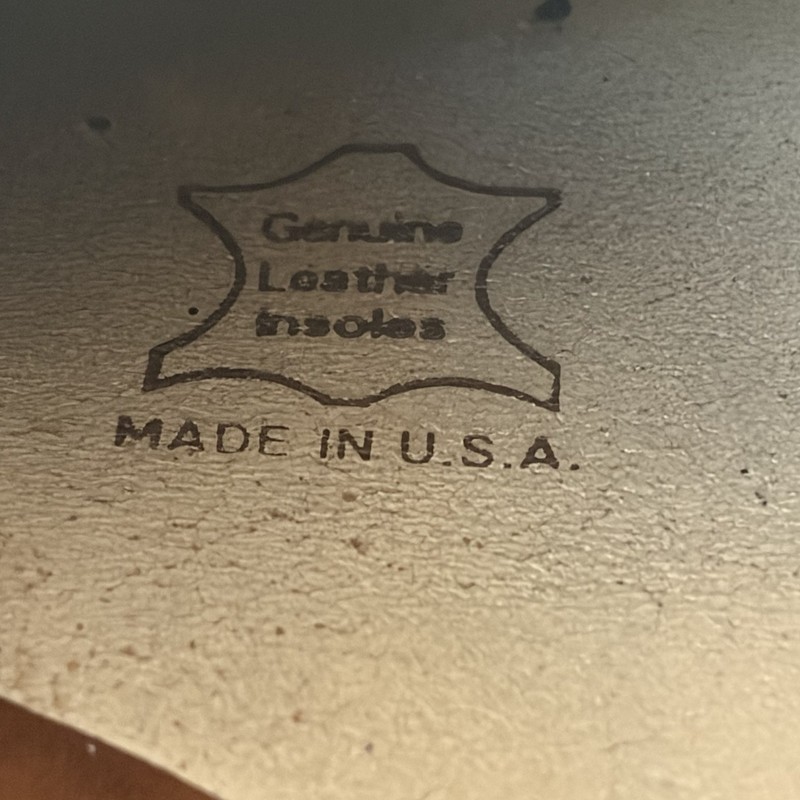 Genuine
Leather
Insoles
MADE IN U.S.A.